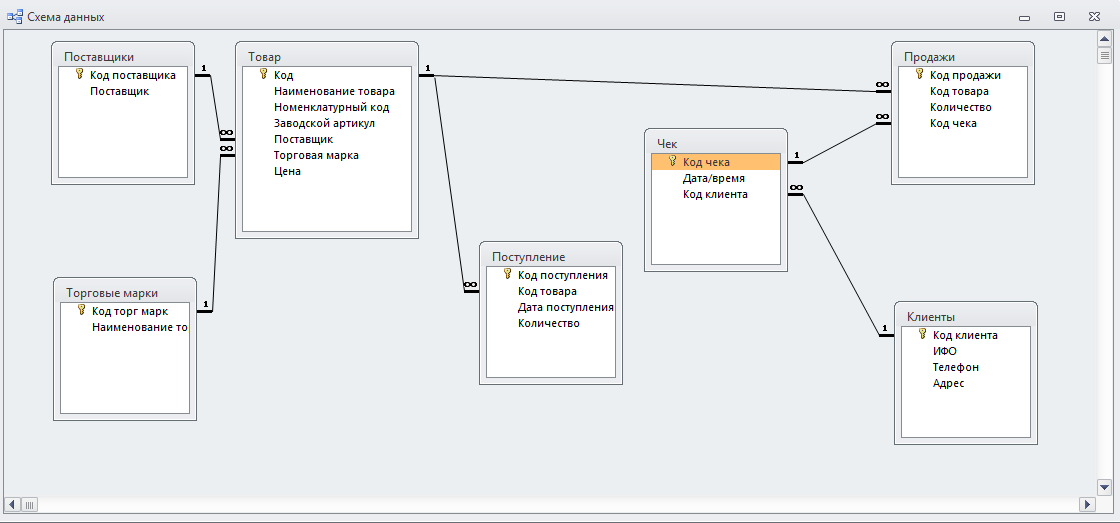 Схема данных
Поставщики
Код поставщика
Поставщик
1
∞
∞
Товар
Код
Наименование товара
Номенклатурный код
Заводской артикул
Поставщик
Торговая марка
Цена
1
Продажи
Код продажи
Код товара
Количество
Код чека
∞
∞
Чек
Код чека
Дата/время
Код клиента
1
∞
Поступление
Код поступления
Код товара
Дата поступления
Количество
∞
Торговые марки
Код торг марк
Наименование то
1
Клиенты
Код клиента
ИФО
Телефон
Адрес
1